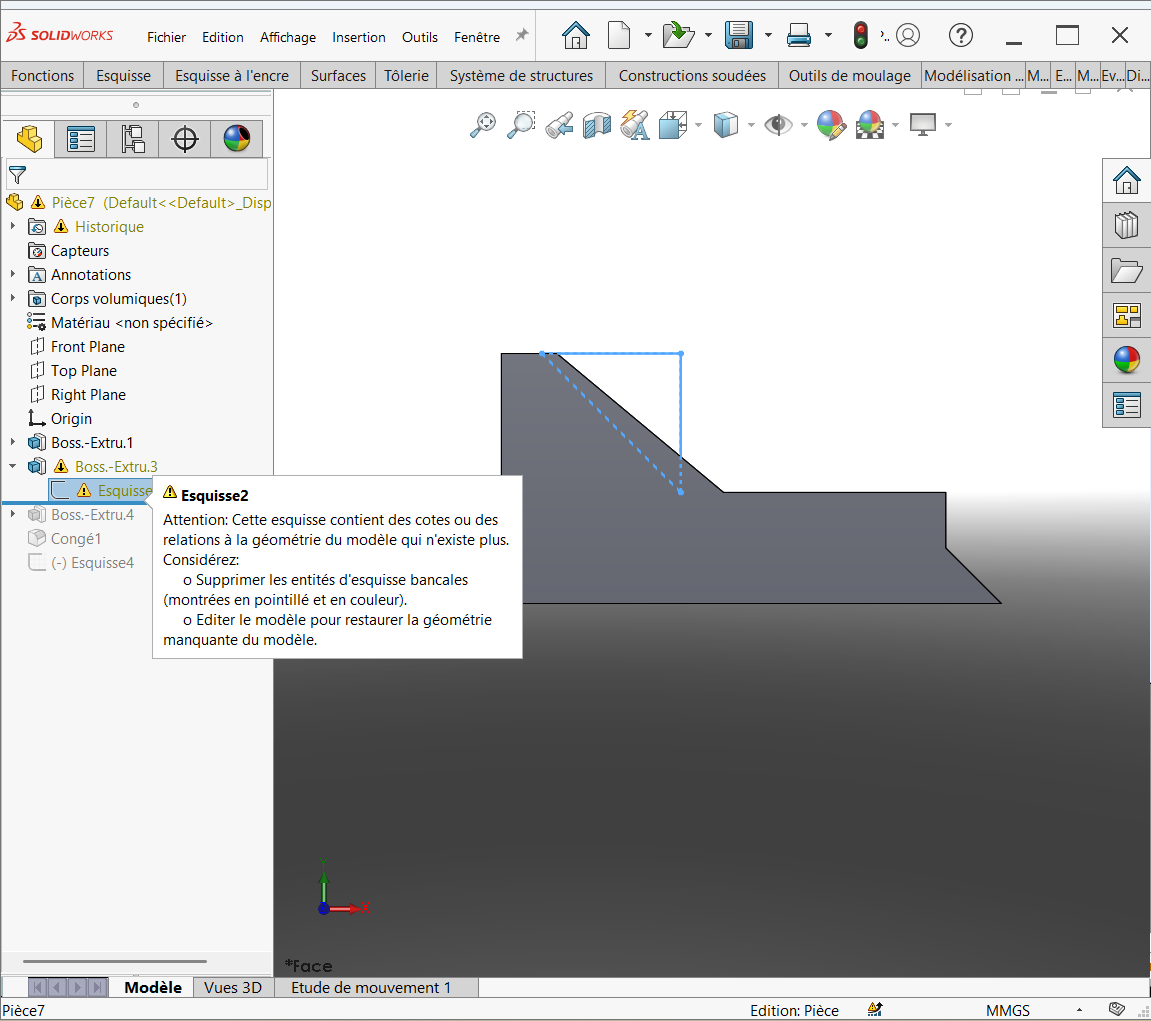 SOLIDWORKS Fichier Edition Affichage Insertion Outils Fenêtre
Fonctions Esquisse Esquisse à l'encre Surfaces Tôlerie Système de structures Constructions soudées Outils de moulage Modélisation ... M... E... M... Ev... Di...
Pièce7 (Default<<Default>_Disp
Historique
Capteurs
Annotations
Corps volumiques(1)
Matériau <non spécifié>
Front Plane
Top Plane
Right Plane
Origin
Boss.-Extru.1
Boss.-Extru.3
Esquisse
Boss.-Extru.4
Congé1
(-) Esquisse4
Esquisse2
Attention: Cette esquisse contient des cotes ou des
relations à la géométrie du modèle qui n'existe plus.
Considérez:
o Supprimer les entités d'esquisse bancales
(montrées en pointillé et en couleur).
o Editer le modèle pour restaurer la géométrie
manquante du modèle.
Y
X
*Face
Modèle Vues 3D Etude de mouvement 1
Pièce7 Edition: Pièce MMGS